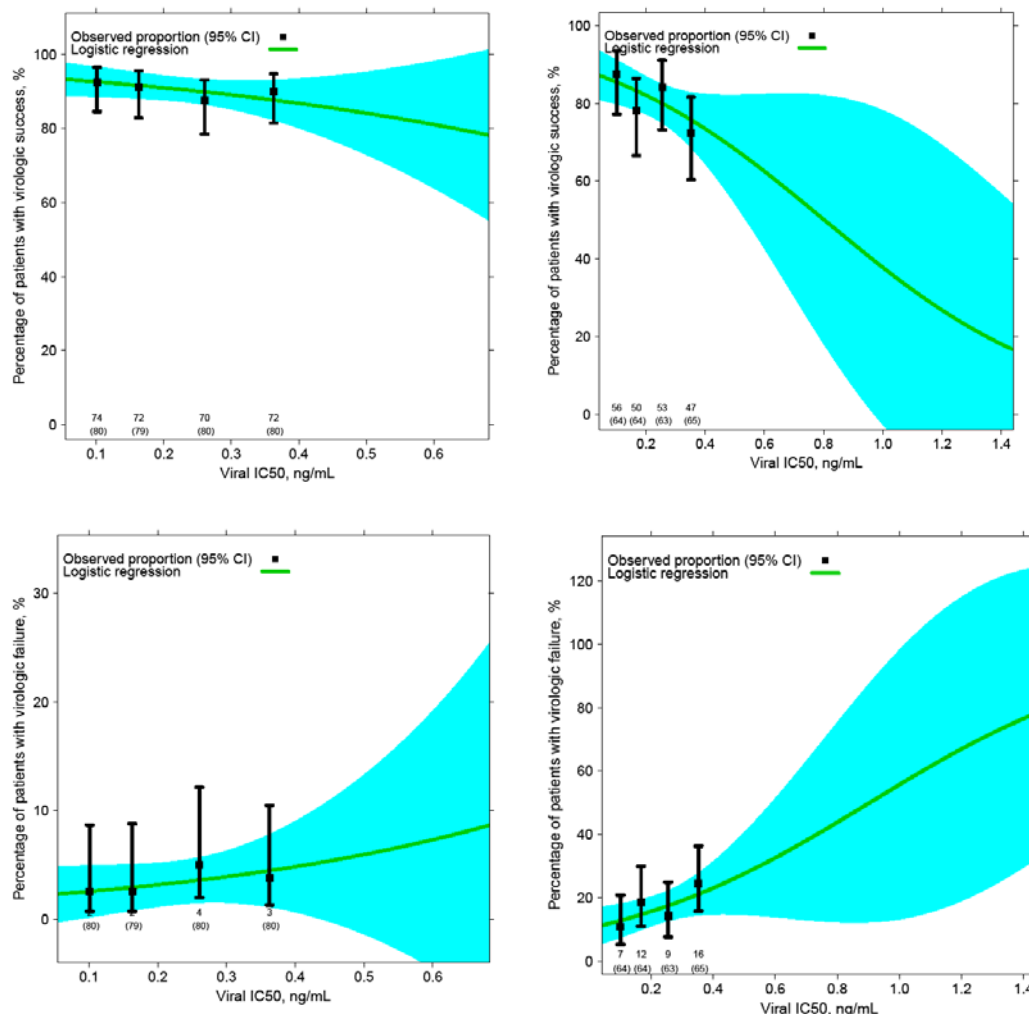 Observed proportion (95% CI)
Logistic regression
Percentage of patients with virologic success, %
100
80
60
40
20
0
74 72 70 72
(80) (79) (80) (80)
0.1 0.2 0.3 0.4 0.5 0.6
Viral IC50, ng/mL
Observed proportion (95% CI)
Logistic regression
Percentage of patients with virologic success, %
100
80
60
40
20
0
56 50 53 47
(64) (64) (63) (65)
0.2 0.4 0.6 0.8 1.0 1.2 1.4
Viral IC50, ng/mL
Observed proportion (95% CI)
Logistic regression
Percentage of patients with virologic failure, %
30
20
10
0
4 3
(80) (79) (80) (80)
0.1 0.2 0.3 0.4 0.5 0.6
Viral IC50, ng/mL
Observed proportion (95% CI)
Logistic regression
Percentage of patients with virologic failure, %
120
100
80
60
40
20
0
7 12 9 16
(64) (64) (63) (65)
0.2 0.4 0.6 0.8 1.0 1.2 1.4
Viral IC50, ng/mL